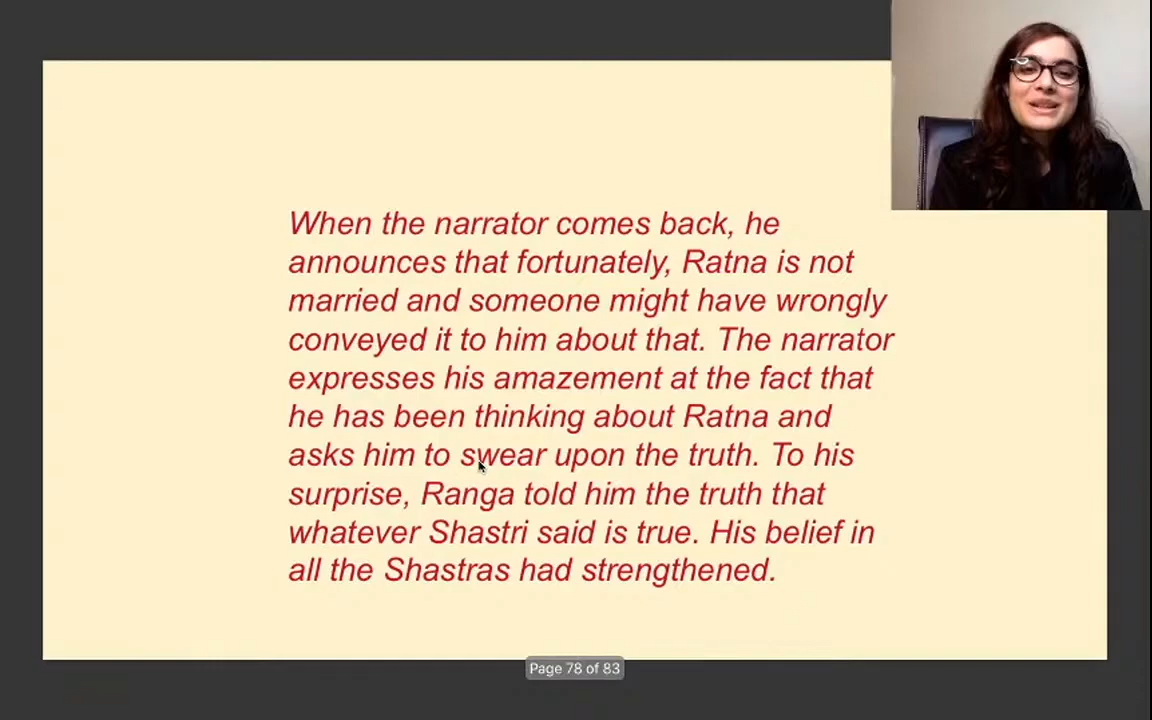 When the narrator comes back, he
announces that fortunately, Ratna is not
married and someone might have wrongly
conveyed it to him about that. The narrator
expresses his amazement at the fact that
he has been thinking about Ratna and
asks him to swear upon the truth. To his
surprise, Ranga told him the truth that
whatever Shastri said is true. His belief in
all the Shastras had strengthened.
Page 78 of 83